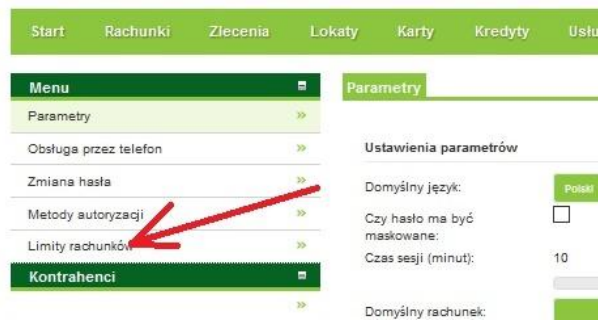 Start Rachunki Zlecenia Lokaty Karty Kredyty
Menu
Parametry
Obsługa przez telefon
Zmiana hasła
Metody autoryzacji
Limity rachunków
Kontrahenci
Parametry
Ustawienia parametrów
Domyślny język: Polski
Czy hasło ma być
maskowane:
Czas sesji (minut): 10
Domyślny rachunek: